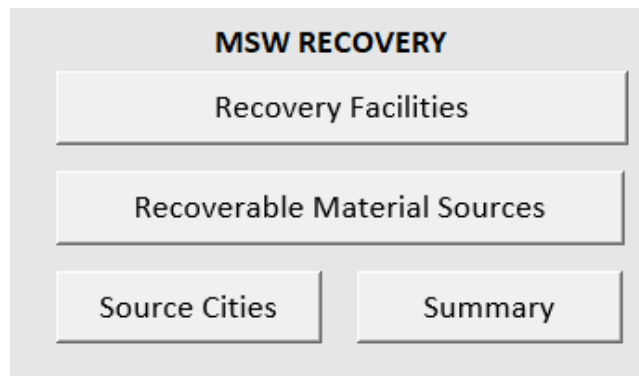 MSW RECOVERY
Recovery Facilities
Recoverable Material Sources
Source Cities
Summary